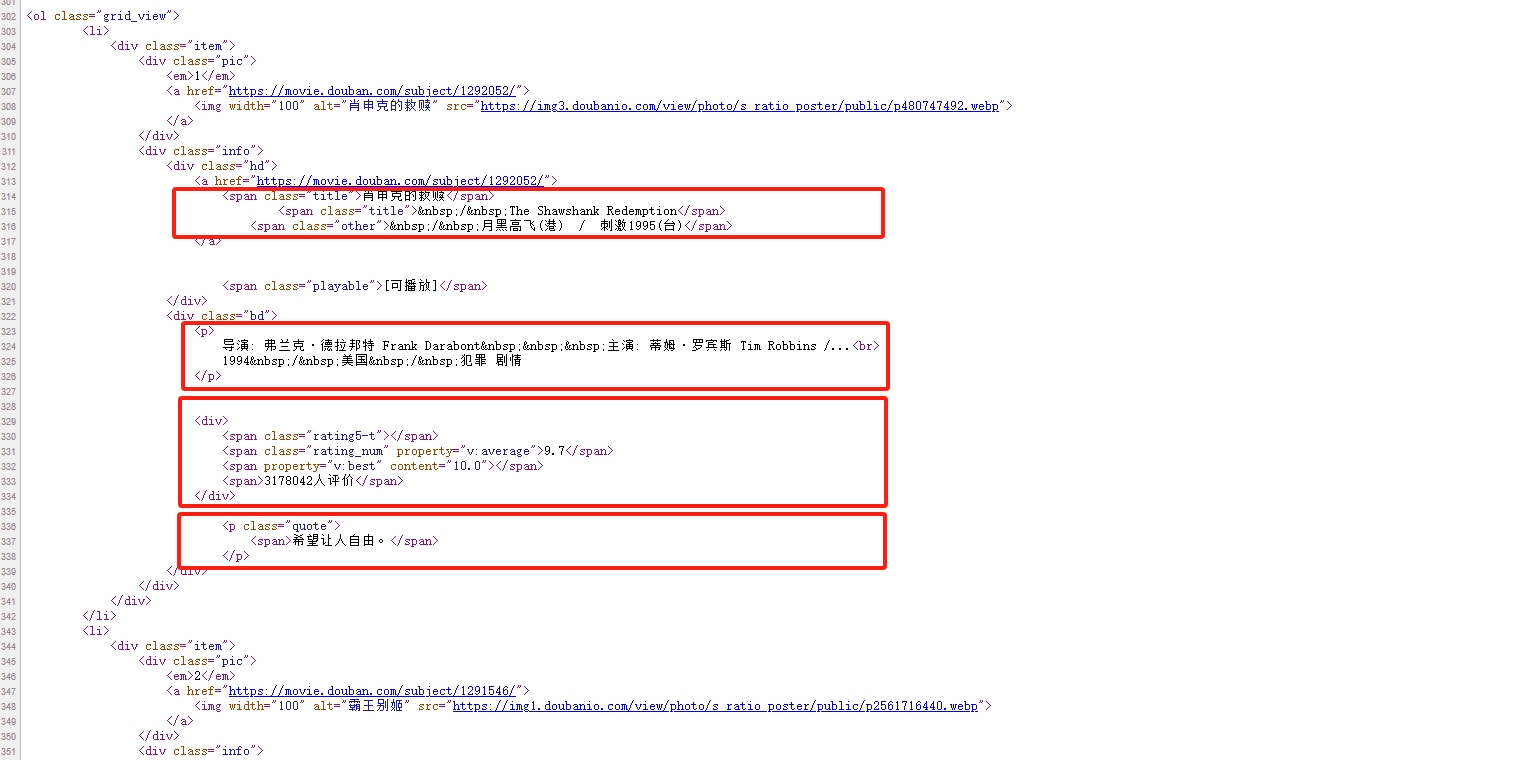 301
302 <ol class="grid_view">
303 <li>
304 <div class="item">
305 <div class="pic">
306 <em>1</em>
307 <a href="https://movie.douban.com/subject/1292052/">
308 <img width="100" alt="肖申克的救赎" src="https://img3.doubanio.com/view/photo/s_ratio_poster/public/p480747492.webp">
309 </a>
310 </div>
311 <div class="info">
312 <div class="hd">
313 <a href="https://movie.douban.com/subject/1292052/">
314 <span class="title">肖申克的救赎</span>
315 <span class="title">&nbsp;/&nbsp;The Shawshank Redemption</span>
316 <span class="other">&nbsp;/&nbsp;月黑高飞(港) / 刺激1995(台)</span>
317 </a>
318
319
320 <span class="playable">[可播放]</span>
321 </div>
322 <div class="bd">
323 <p>
324 导演: 弗兰克·德拉邦特 Frank Darabont&nbsp;&nbsp;&nbsp;主演: 蒂姆·罗宾斯 Tim Robbins /...<br>
325 1994&nbsp;/&nbsp;美国&nbsp;/&nbsp;犯罪 剧情
326 </p>
327
328
329 <div>
330 <span class="rating5-t"></span>
331 <span class="rating_num" property="v:average">9.7</span>
332 <span property="v:best" content="10.0"></span>
333 <span>3178042人评价</span>
334 </div>
335
336 <p class="quote">
337 <span>希望让人自由。</span>
338 </p>
339 </div>
340 </div>
341 </div>
342 </li>
343 <li>
344 <div class="item">
345 <div class="pic">
346 <em>2</em>
347 <a href="https://movie.douban.com/subject/1291546/">
348 <img width="100" alt="霸王别姬" src="https://img1.doubanio.com/view/photo/s_ratio_poster/public/p2561716440.webp">
349 </a>
350 </div>
351 <div class="info">